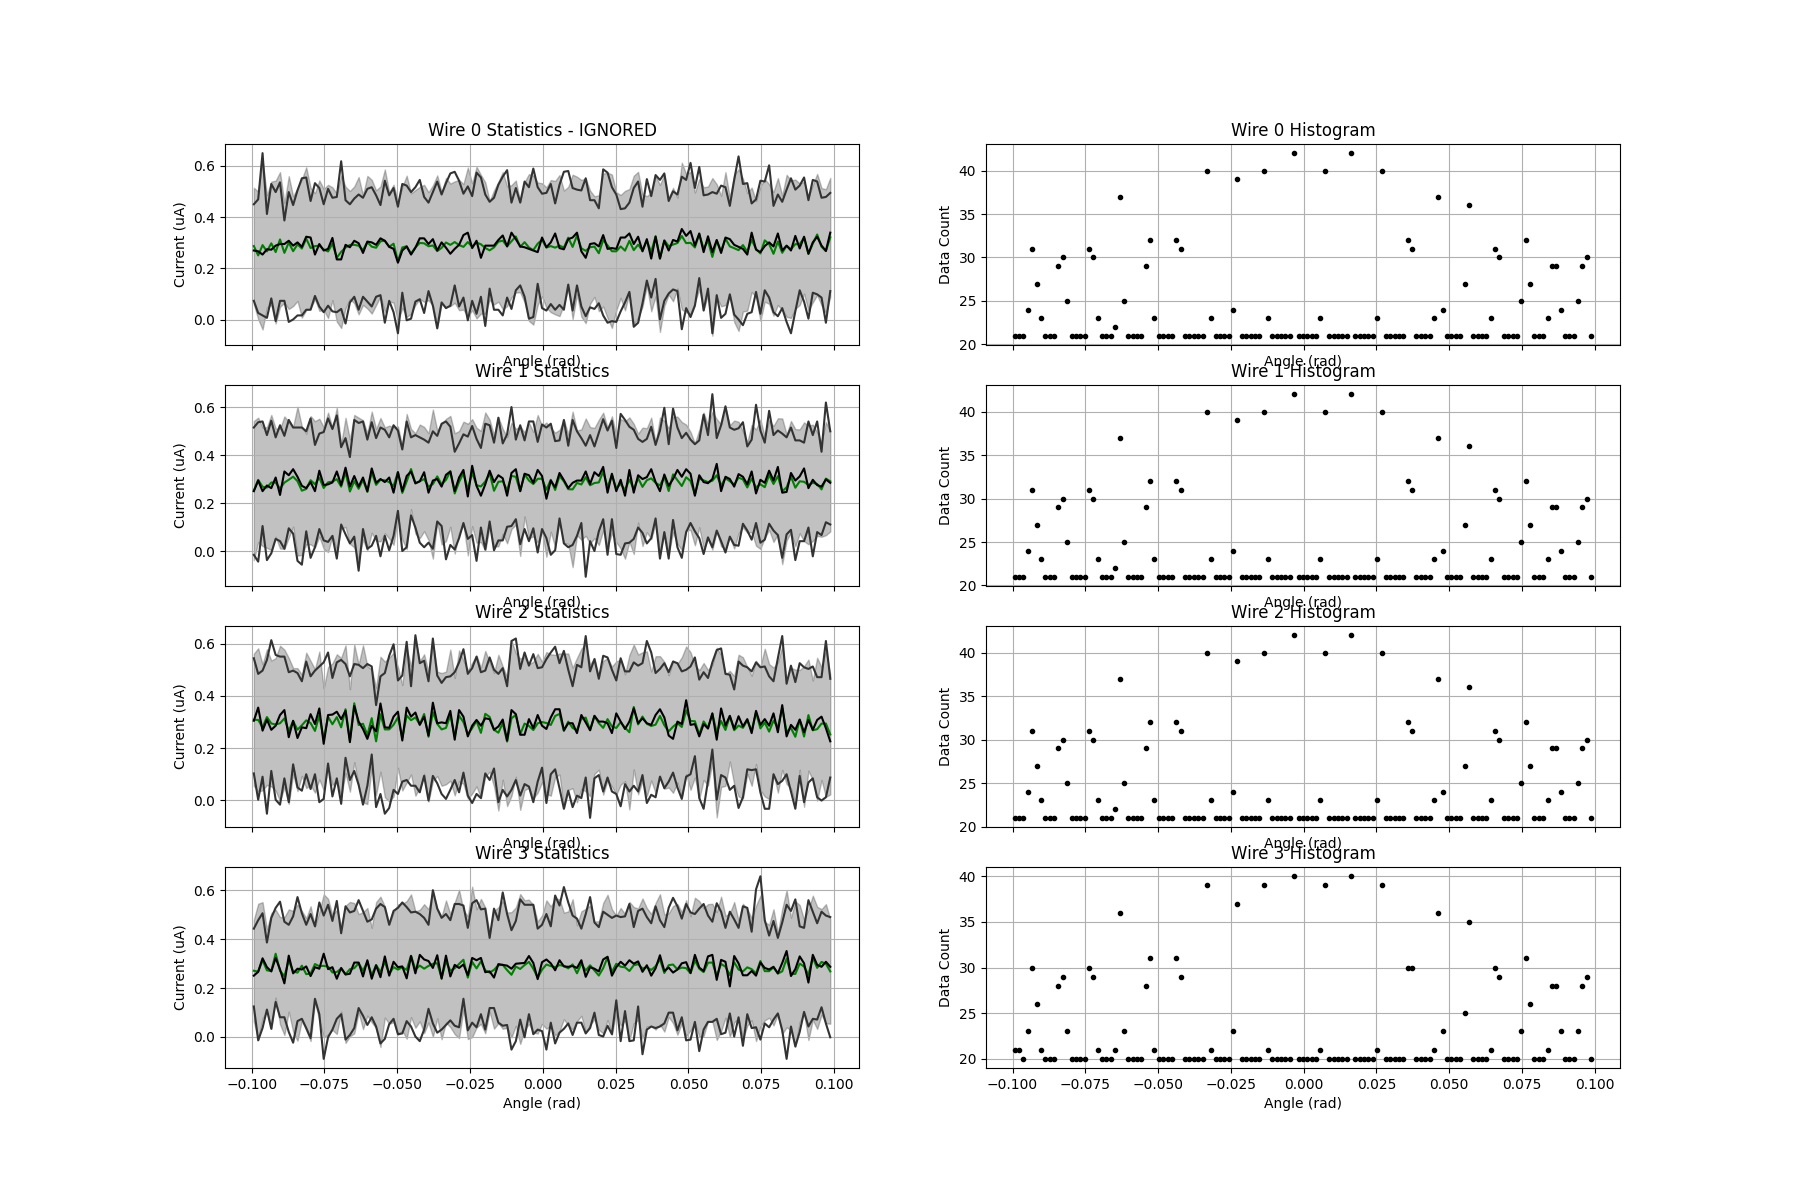 Wire 0 Statistics - IGNORED
Current (uA)
0.6
0.4
0.2
0.0
Angle (rad)
Wire 0 Histogram
Data Count
40
35
30
25
20
Angle (rad)
Wire 1 Statistics
Current (uA)
0.6
0.4
0.2
0.0
Angle (rad)
Wire 1 Histogram
Data Count
40
35
30
25
20
Angle (rad)
Wire 2 Statistics
Current (uA)
0.6
0.4
0.2
0.0
Angle (rad)
Wire 2 Histogram
Data Count
40
35
30
25
20
Angle (rad)
Wire 3 Statistics
Current (uA)
0.6
0.4
0.2
0.0
−0.100 −0.075 −0.050 −0.025 0.000 0.025 0.050 0.075 0.100
Angle (rad)
Wire 3 Histogram
Data Count
40
35
30
25
20
−0.100 −0.075 −0.050 −0.025 0.000 0.025 0.050 0.075 0.100
Angle (rad)